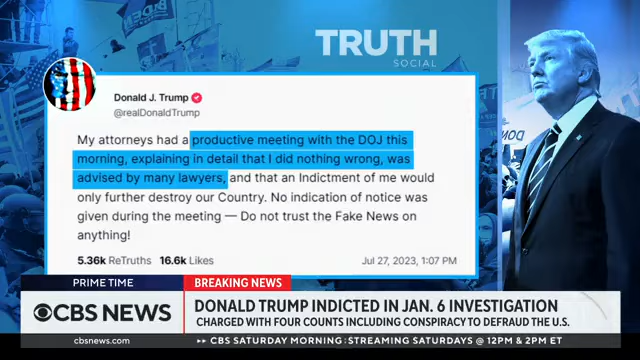 TRUTH
SOCIAL
Donald J. Trump
@realDonaldTrump
My attorneys had a productive meeting with the DOJ this
morning, explaining in detail that I did nothing wrong, was
advised by many lawyers, and that an Indictment of me would
only further destroy our Country. No indication of notice was
given during the meeting — Do not trust the Fake News on
anything!
5.36k ReTruths 16.6k Likes Jul 27, 2023, 1:07 PM
PRIME TIME
BREAKING NEWS
CBS NEWS
DONALD TRUMP INDICTED IN JAN. 6 INVESTIGATION
CHARGED WITH FOUR COUNTS INCLUDING CONSPIRACY TO DEFRAUD THE U.S.
cbsnews.com
CBS SATURDAY MORNING : STREAMING SATURDAYS @ 12PM & 2PM ET